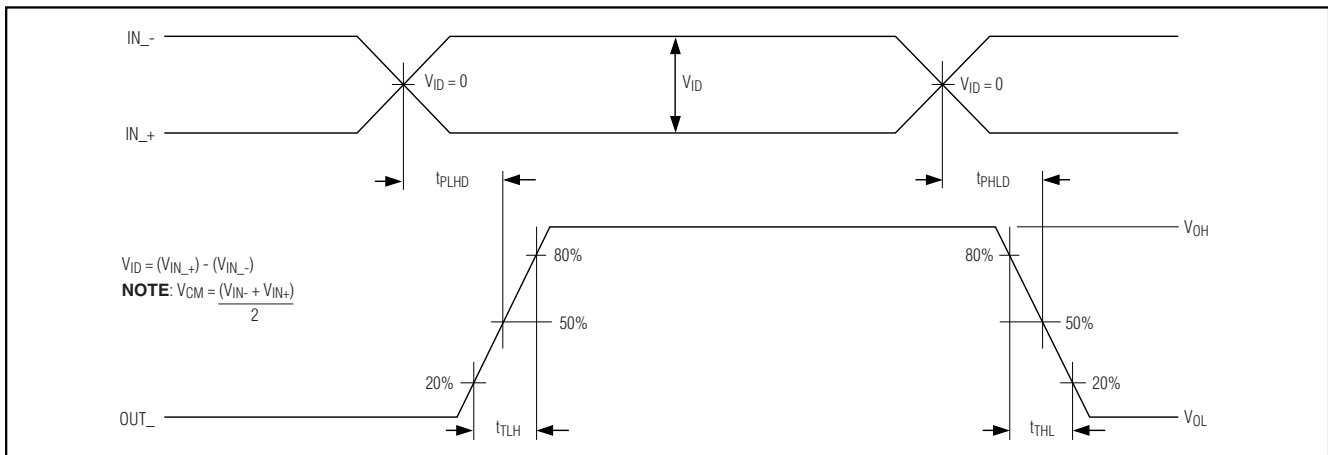 IN_-
V_ID = 0
V_ID
V_ID = 0
IN_+
t_PLHD
t_PHLD
V_OH
80%
80%
V_ID = (V_IN_+) - (V_IN_-)
NOTE: V_CM = (V_IN- + V_IN+)
2
50%
50%
20%
20%
OUT_
t_TLH
t_THL
V_OL